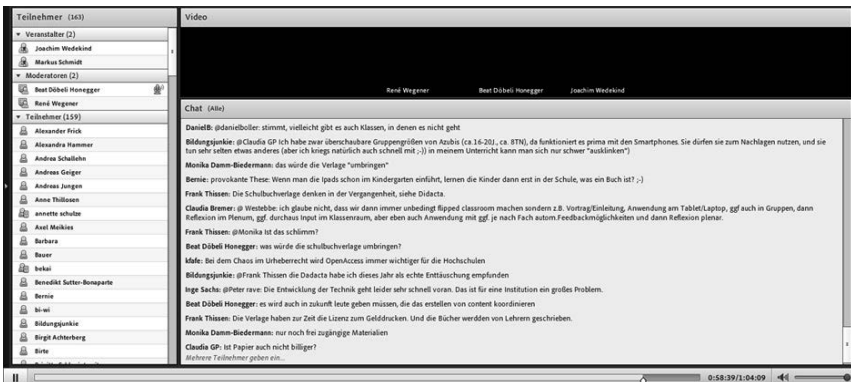 Teilnehmer (163)
Veranstalter (2)
Joachim Wedekind
Markus Schmidt
Moderatoren (2)
Beat Döbeli Honegger
René Wegener
Teilnehmer (159)
Alexander Frick
Alexandra Hammer
Andrea Schallehn
Andreas Geiger
Andreas Jungen
Anne Thillosen
annette schulze
Axel Meikies
Barbara
Bauer
bekai
Benedikt Sutter-Bonaparte
Bernie
bi-wi
Bildungsjunkie
Birgit Achterberg
Birte
Video
René Wegener Beat Döbeli Honegger Joachim Wedekind
Chat (Alle)
DanielB: @danielboller: stimmt, vielleicht gibt es auch Klassen, in denen es nicht geht
Bildungsjunkie: @Claudia GP Ich habe zwar überschaubare Gruppengrößen von Azubis (ca.16-20J., ca. 8TN), da funktioniert es prima mit den Smartphones. Sie dürfen sie zum Nachlagen nutzen, und sie
tun sehr selten etwas anderes (aber ich kriegs natürlich auch schnell mit ;-)) in meinem Unterricht kann man sich nur schwer "ausklinken")
Monika Damm-Biedermann: das würde die Verlage "umbringen"
Bernie: provokante These: Wenn man die Ipads schon im Kindergarten einführt, lernen die Kinder dann erst in der Schule, was ein Buch ist? ;-)
Frank Thissen: Die Schulbuchverlage denken in der Vergangenheit, siehe Didacta.
Claudia Bremer: @ Westebbe: ich glaube nicht, dass wir dann immer unbedingt flipped classroom machen sondern z.B. Vortrag/Einleitung, Anwendung am Tablet/Laptop, ggf auch in Gruppen, dann
Reflexion im Plenum, ggf. durchaus Input im Klassenraum, aber eben auch Anwendung mit ggf. je nach Fach autom.Feedbackmöglichkeiten und dann Reflexion plenar.
Frank Thissen: @Monika Ist das schlimm?
Beat Döbeli Honegger: was würde die schulbuchverlage umbringen?
kfafe: Bei dem Chaos im Urheberrecht wird OpenAccess immer wichtiger für die Hochschulen
Bildungsjunkie: @Frank Thissen die Dadacta habe ich dieses Jahr als echte Enttäuschung empfunden
Inge Sachs: @Peter rave: Die Entwicklung der Technik geht leider sehr schnell voran. Das ist für eine Institution ein großes Problem.
Beat Döbeli Honegger: es wird auch in zukunft leute geben müssen, die das erstellen von content koordinieren
Frank Thissen: Die Verlage haben zur Zeit die Lizenz zum Gelddrucken. Und die Bücher werdden von Lehrern geschrieben.
Monika Damm-Biedermann: nur noch frei zugängige Materialien
Claudia GP: Ist Papier auch nicht billiger?
Mehrere Teilnehmer geben ein...
0:58:39/1:04:09